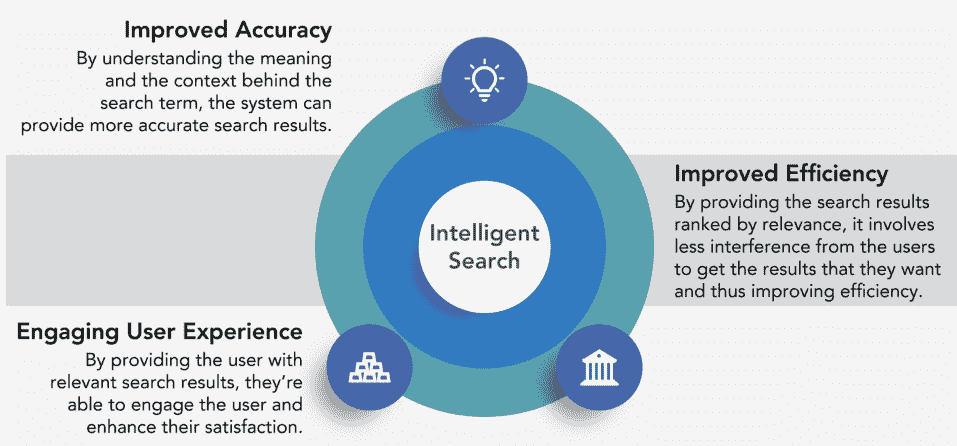 Improved Accuracy
By understanding the meaning
and the context behind the
search term, the system can
provide more accurate search results.
Intelligent
Search
Improved Efficiency
By providing the search results
ranked by relevance, it involves
less interference from the users
to get the results that they want
and thus improving efficiency.
Engaging User Experience
By providing the user with
relevant search results, they’re
able to engage the user and
enhance their satisfaction.